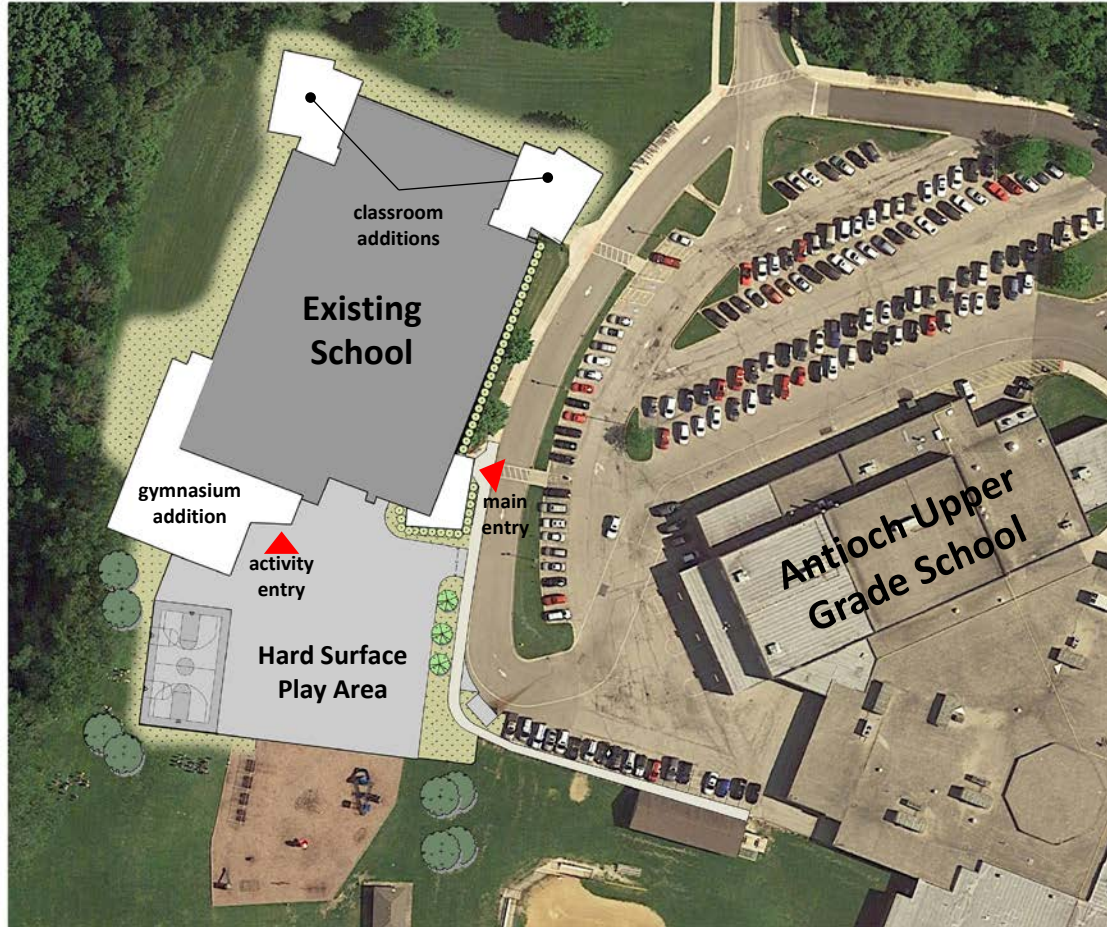 classroom
additions
Existing
School
gymnasium
addition
main
entry
activity
entry
Antioch Upper
Grade School
Hard Surface
Play Area